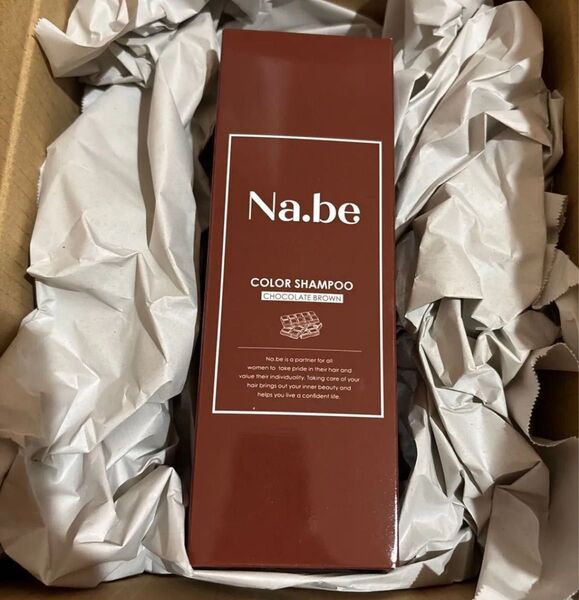 Na.be
COLOR SHAMPOO
CHOCOLATE BROWN
Na.be is a partner for all
women to take pride in their hair and
value their individuality. Taking care of your
hair brings out your inner beauty and
helps you live a confident life.